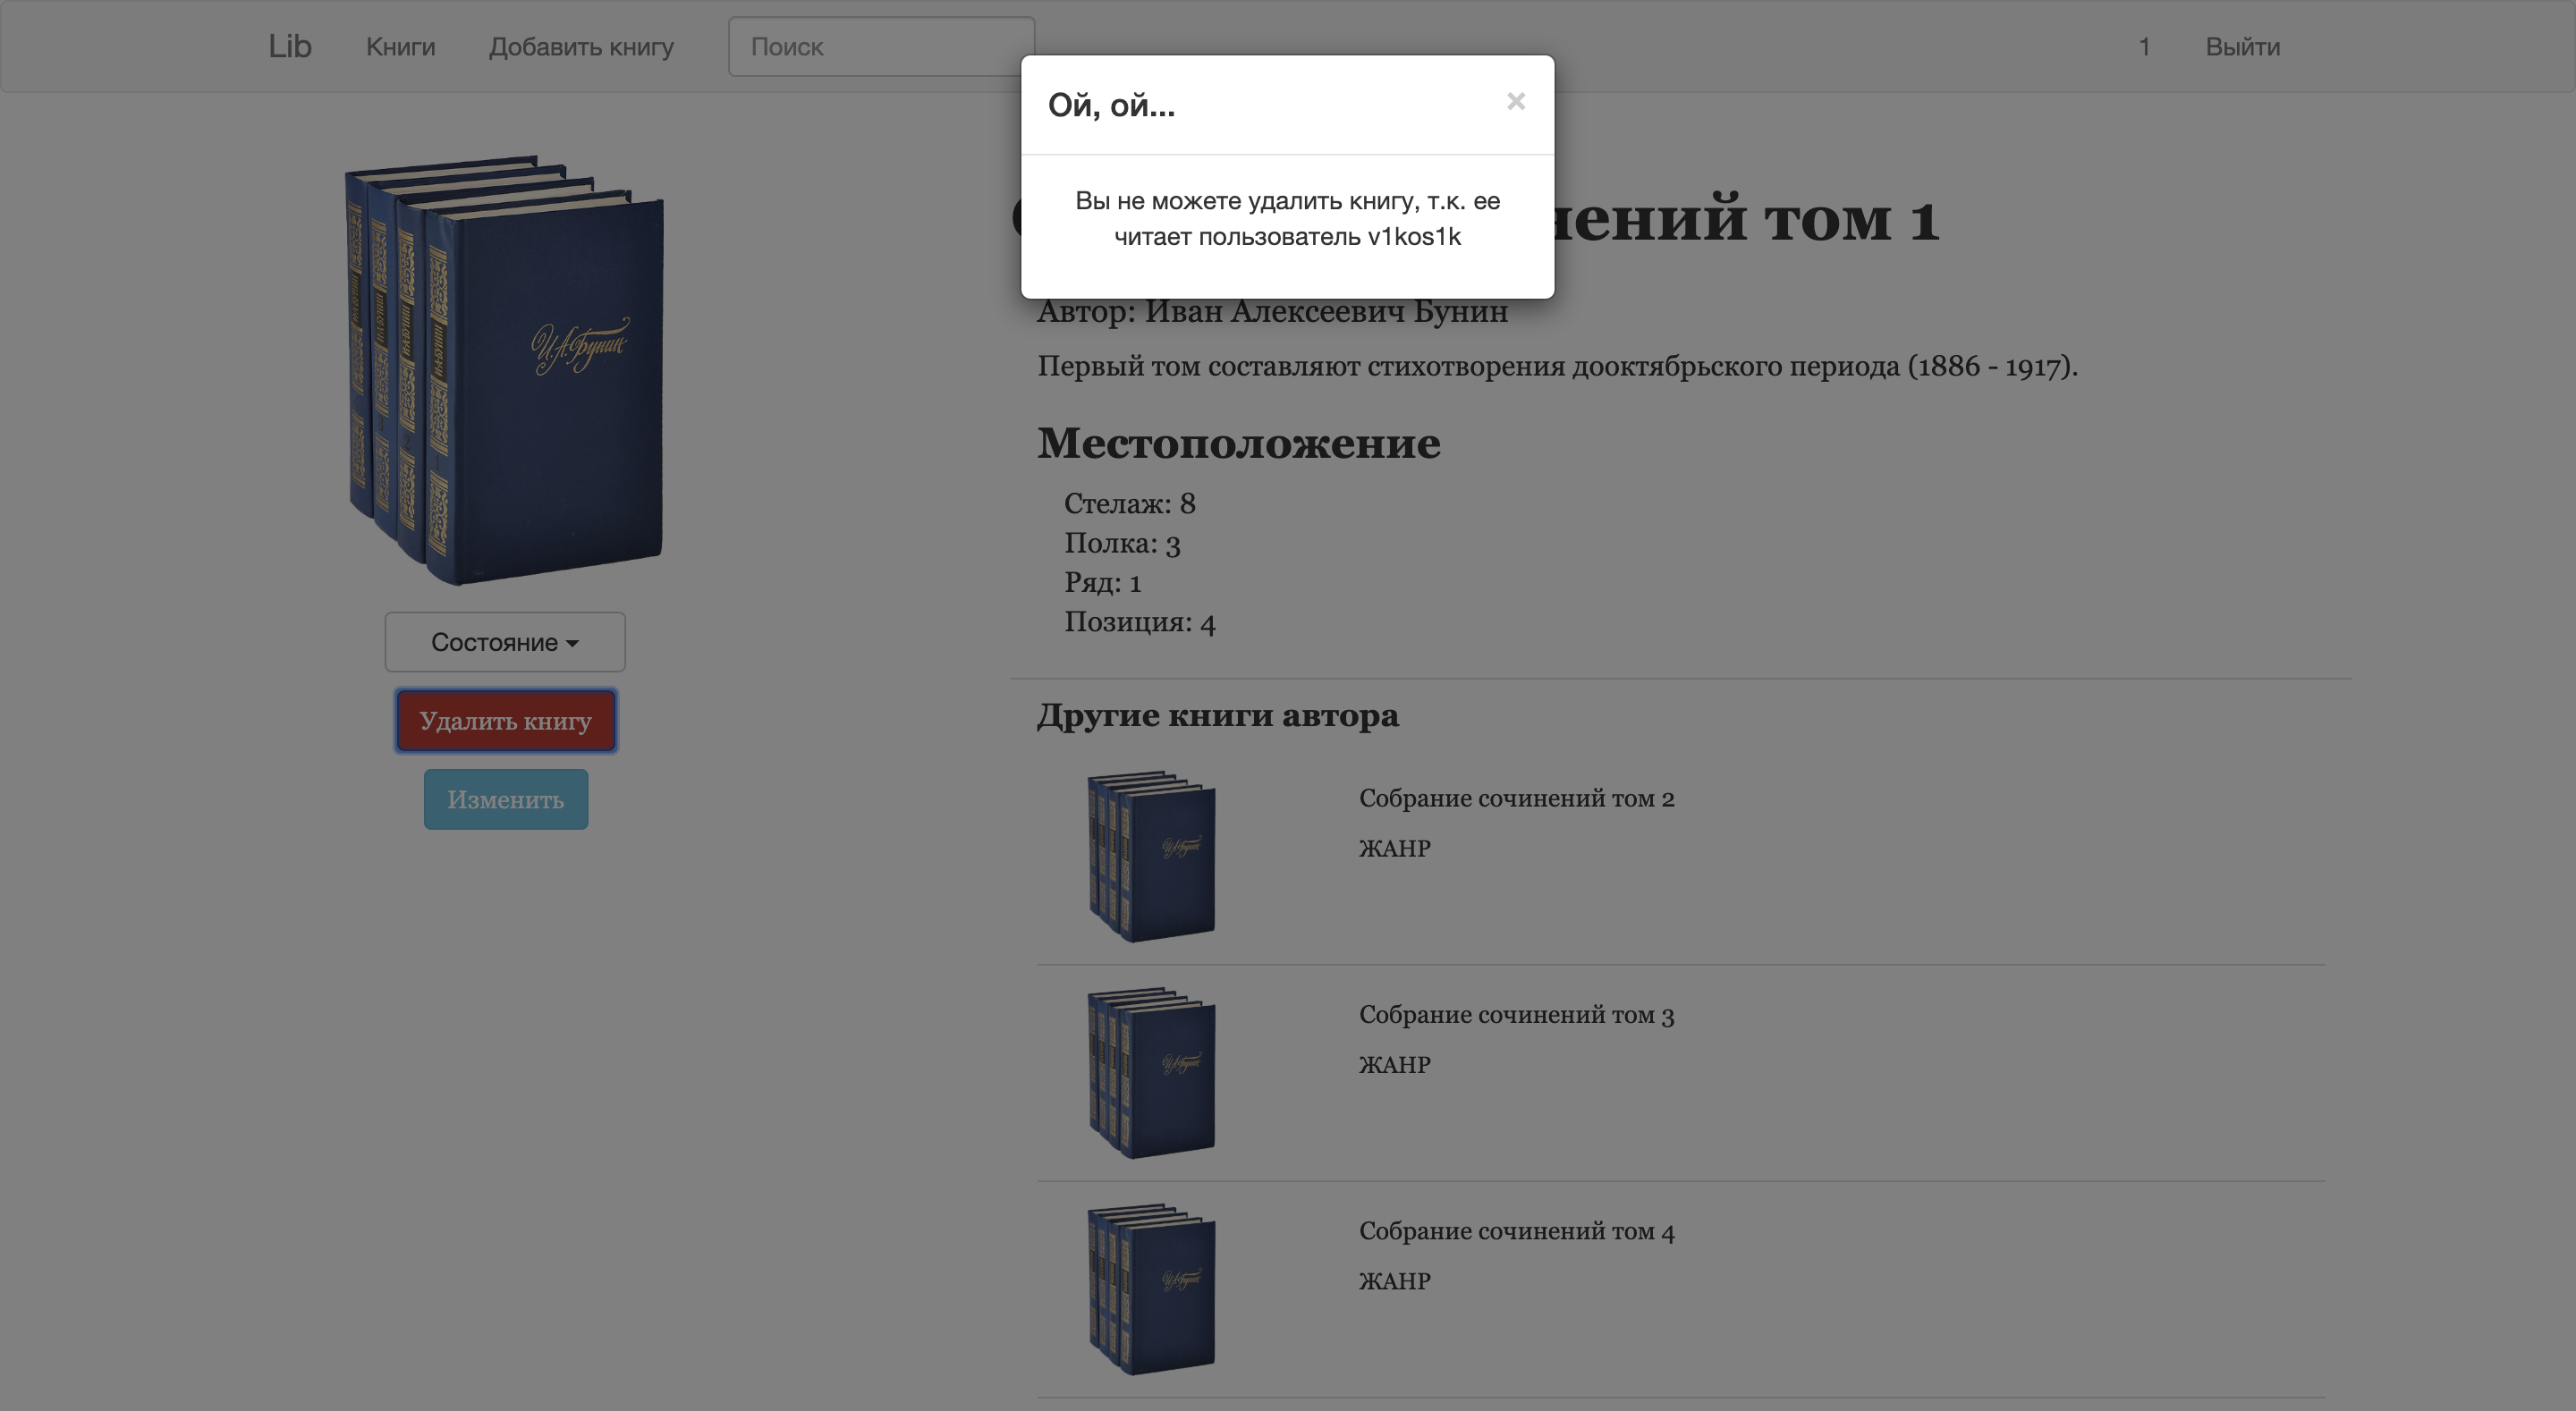 Lib
Книги
Добавить книгу
Поиск
1
Выйти
Ой, ой...
×
Вы не можете удалить книгу, т.к. ее
читает пользователь v1kos1k
том 1
Автор: Иван Алексеевич Бунин
Первый том составляют стихотворения дооктябрьского периода (1886 - 1917).
Местоположение
Стелаж: 8
Полка: 3
Ряд: 1
Позиция: 4
И.А.Бунин
Состояние
Удалить книгу
Изменить
Другие книги автора
Собрание сочинений том 2
ЖАНР
Собрание сочинений том 3
ЖАНР
Собрание сочинений том 4
ЖАНР